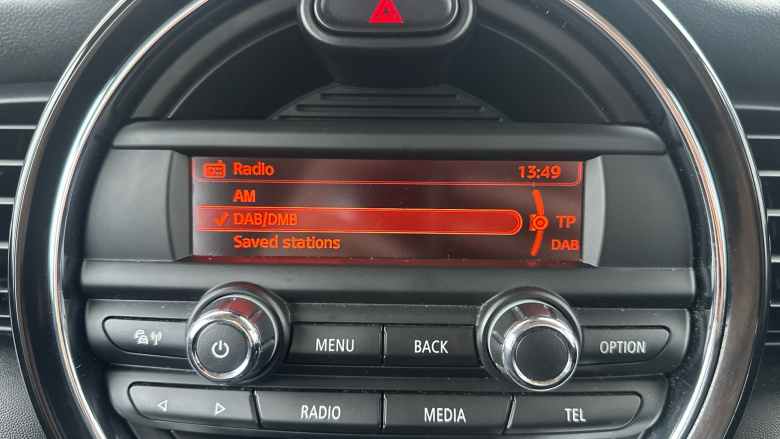 Radio 13:49
AM
DAB/DMB TP
Saved stations DAB
MENU BACK OPTION
RADIO MEDIA TEL